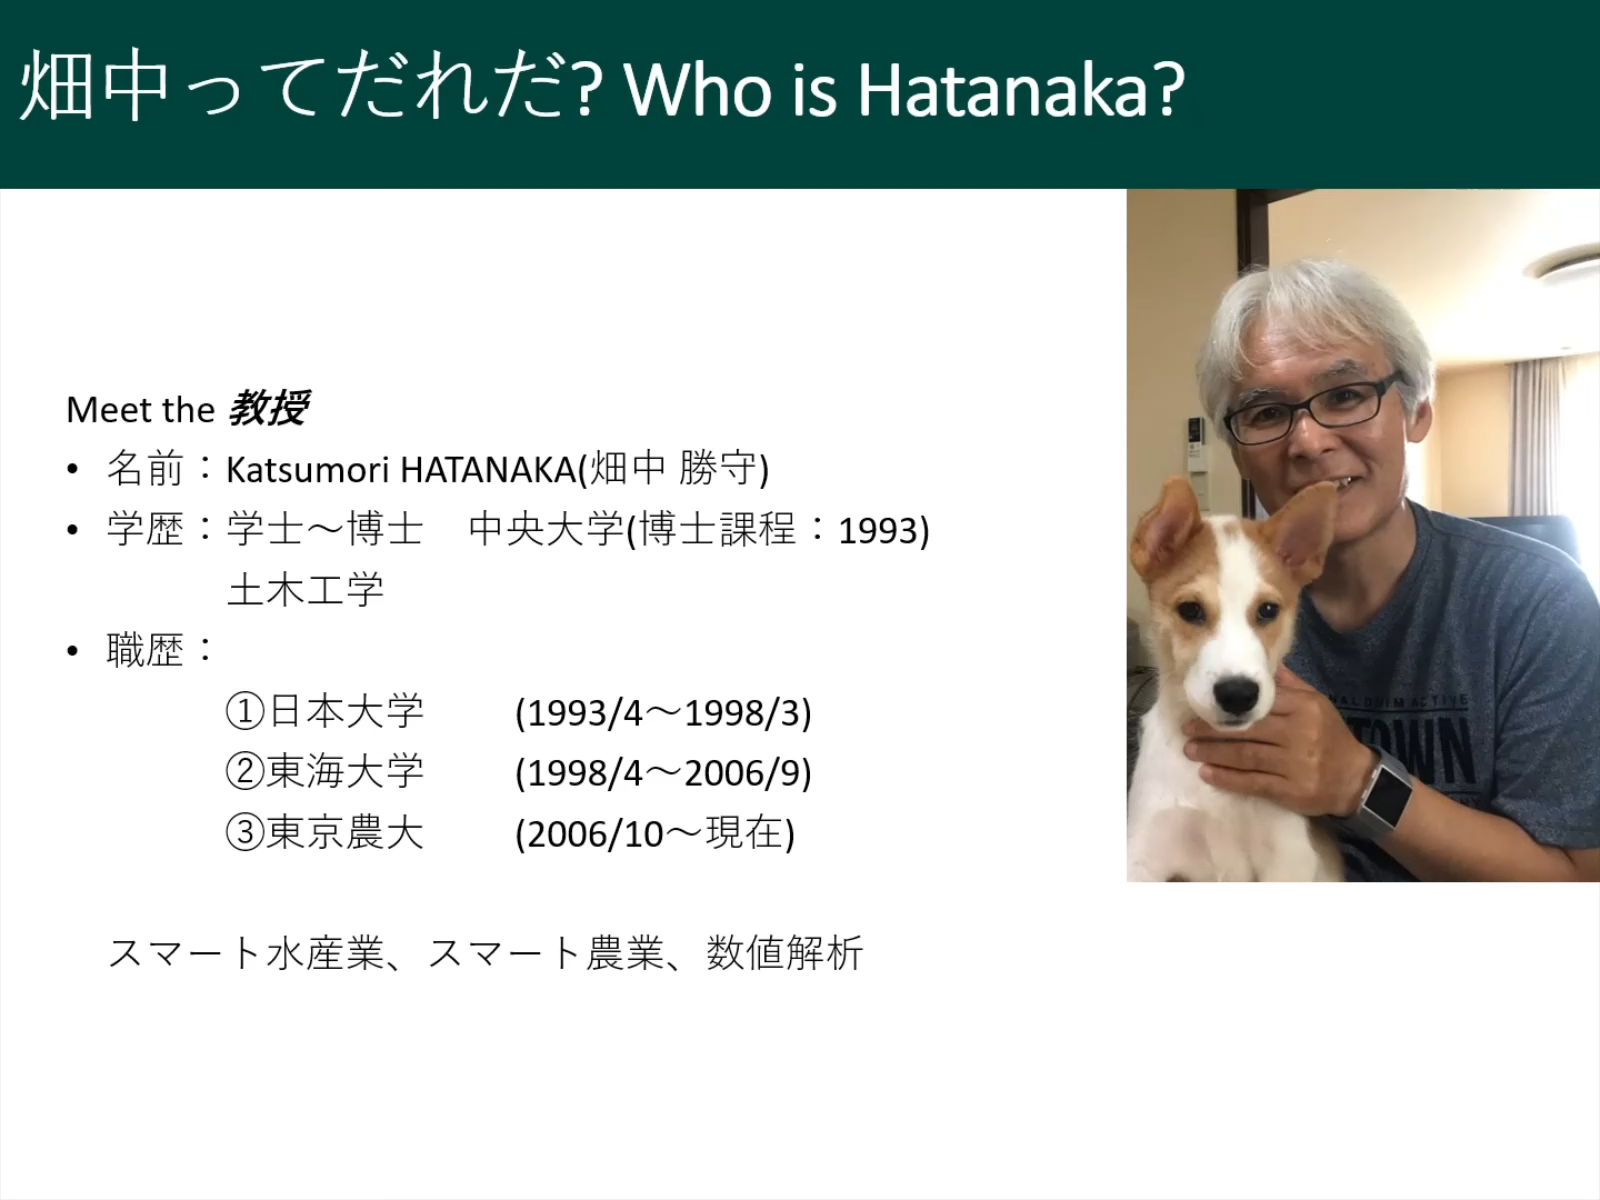 畑中ってだれだ? Who is Hatanaka?
Meet the 教授
• 名前：Katsumori HATANAKA(畑中 勝守)
• 学歴：学士～博士　中央大学(博士課程：1993)
土木工学
• 職歴：
①日本大学 (1993/4～1998/3)
②東海大学 (1998/4～2006/9)
③東京農大 (2006/10～現在)
スマート水産業、スマート農業、数値解析
TOWN